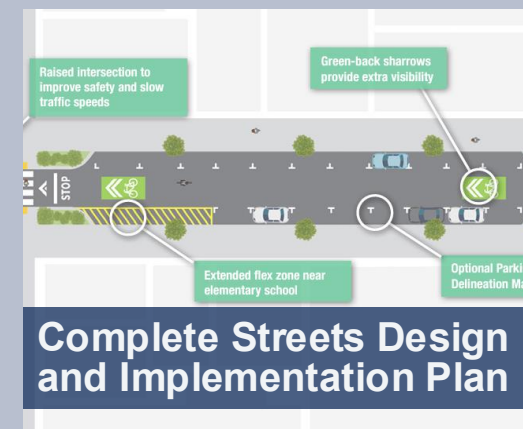 Raised intersection to
improve safety and slow
traffic speeds
Green-back sharrows
provide extra visibility
STOP
Extended flex zone near
elementary school
Optional Parki
Delineation Ma
Complete Streets Design
and Implementation Plan